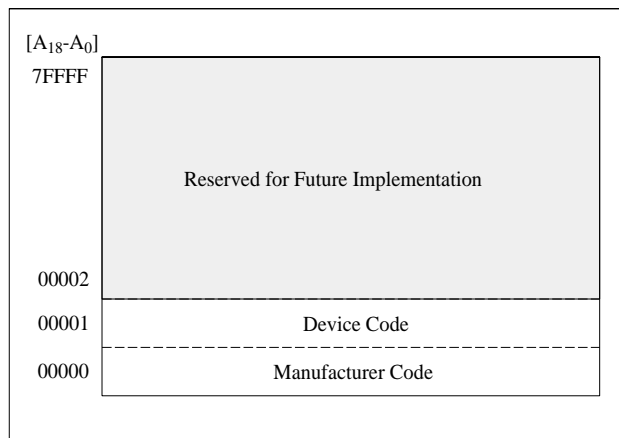 [A18-A0]
7FFFF
Reserved for Future Implementation
00002
00001 Device Code
00000 Manufacturer Code